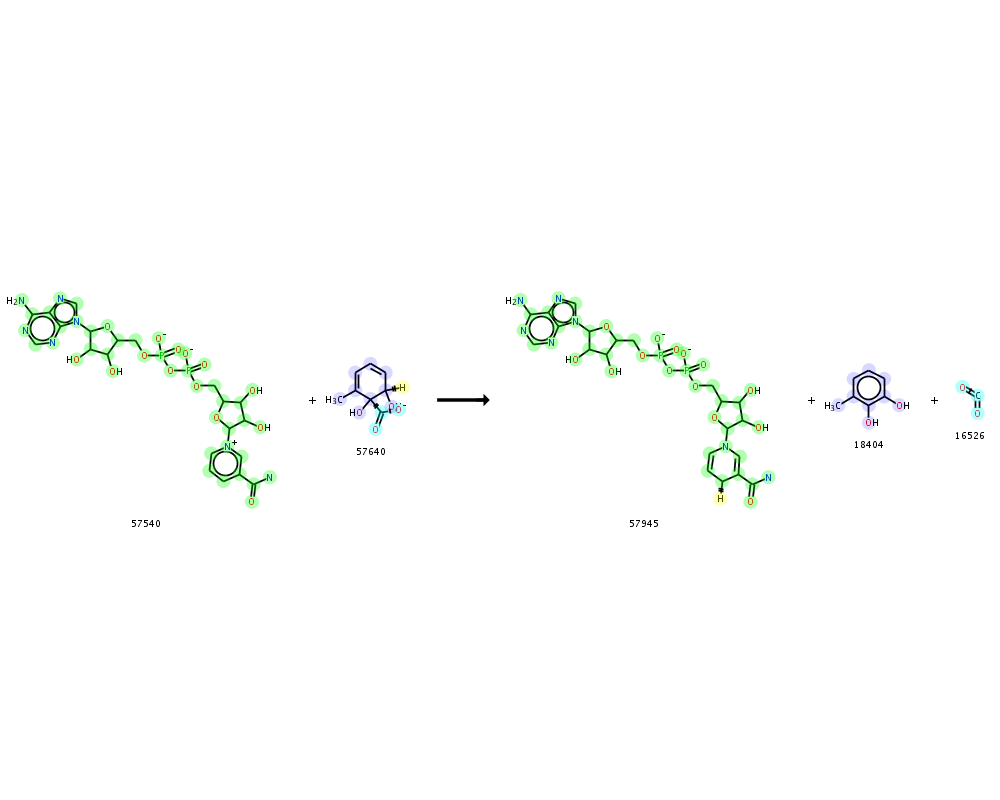 H₂N N N N N O HO OH O P O⁻ O O P O⁻ O O OH OH O N⁺ N O
57540
+
H₃C HO H O O⁻
57640
H₂N N N N N O HO OH O P O⁻ O O P O⁻ O O OH OH O N N O H
57945
+
H₃C OH OH
18404
+
O C O
16526